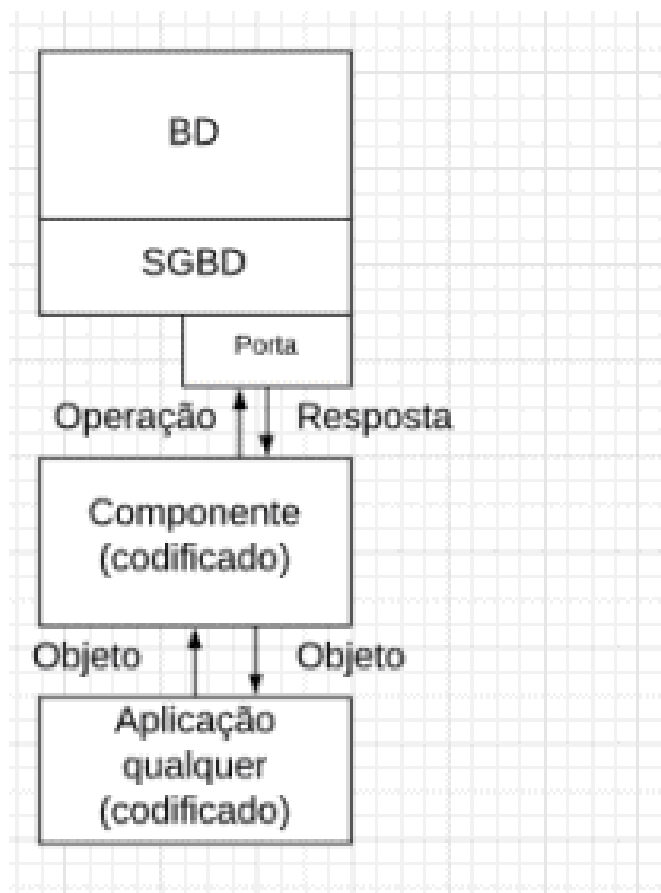 BD
SGBD
Porta
Operação Resposta
Componente
(codificado)
Objeto Objeto
Aplicação
qualquer
(codificado)